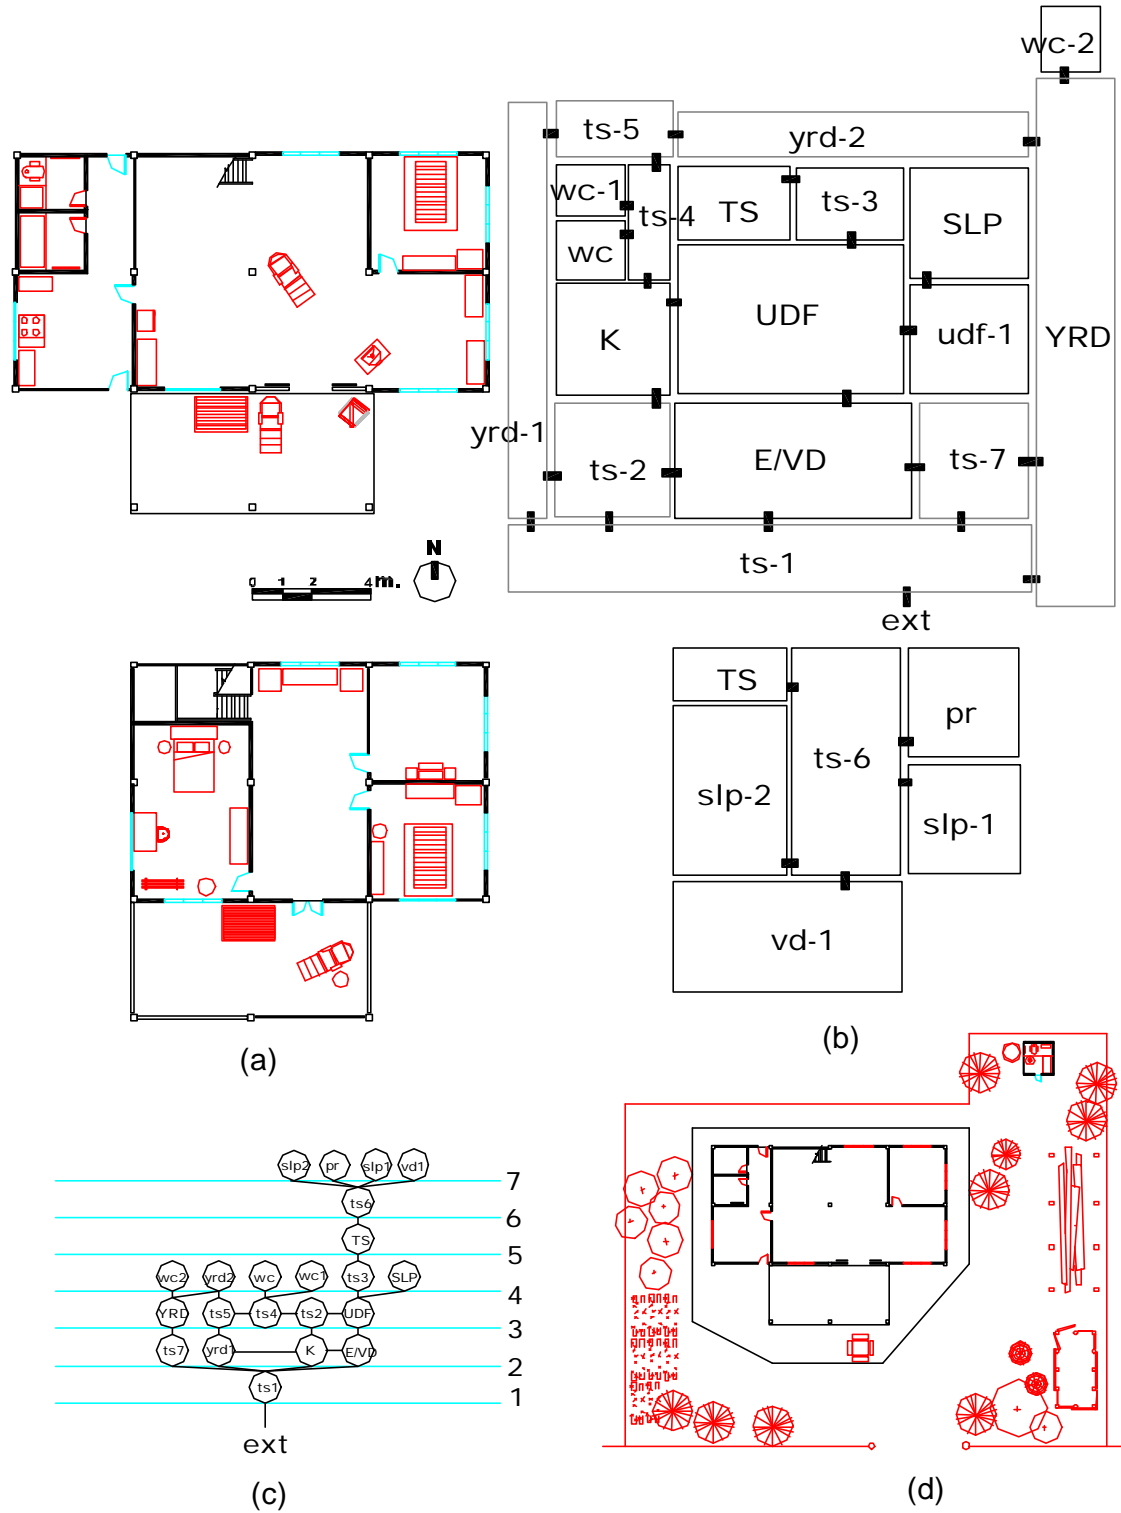 wc-2
ts-5
yrd-2
wc-1
ts-4
TS
ts-3
SLP
wc
UDF
K
udf-1
YRD
yrd-1
ts-2
E/VD
ts-7
N
0 1 2 4 m.
ts-1
ext
TS
pr
ts-6
slp-2
slp-1
vd-1
(a)
(b)
slp2 pr slp1 vd1
7
ts6
6
TS
5
wc2 yrd2 wc wc1 ts3 SLP
4
YRD ts5 ts4 ts2 UDF
3
ts7 yrd1 K E/VD
2
ts1
1
ext
(c)
(d)